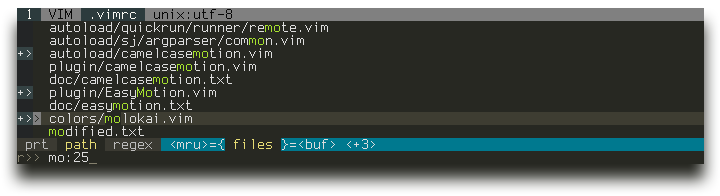 1 VIM .vimrc unix:utf-8
autoload/quickrun/runner/remote.vim
autoload/sj/argparser/common.vim
+> autoload/camelcasemotion.vim
plugin/camelcasemotion.vim
doc/camelcasemotion.txt
+> plugin/EasyMotion.vim
doc/easymotion.txt
+>> colors/molokai.vim
modified.txt
prt path regex <mru>={ files }=<buf> <+3>
r>> mo:25_